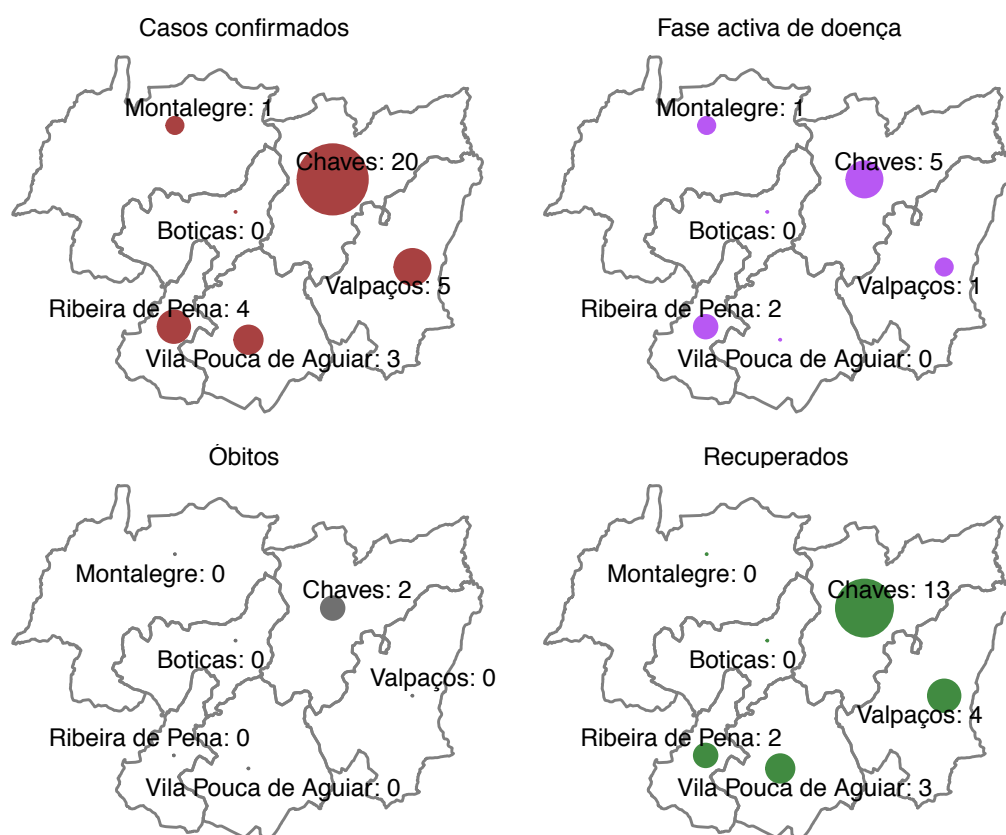 Casos confirmados
Montalegre: 1
Chaves: 20
Boticas: 0
Valpaços: 5
Ribeira de Pena: 4
Vila Pouca de Aguiar: 3
Fase activa de doença
Montalegre: 1
Chaves: 5
Boticas: 0
Valpaços: 1
Ribeira de Pena: 2
Vila Pouca de Aguiar: 0
Óbitos
Montalegre: 0
Chaves: 2
Boticas: 0
Valpaços: 0
Ribeira de Pena: 0
Vila Pouca de Aguiar: 0
Recuperados
Montalegre: 0
Chaves: 13
Boticas: 0
Valpaços: 4
Ribeira de Pena: 2
Vila Pouca de Aguiar: 3